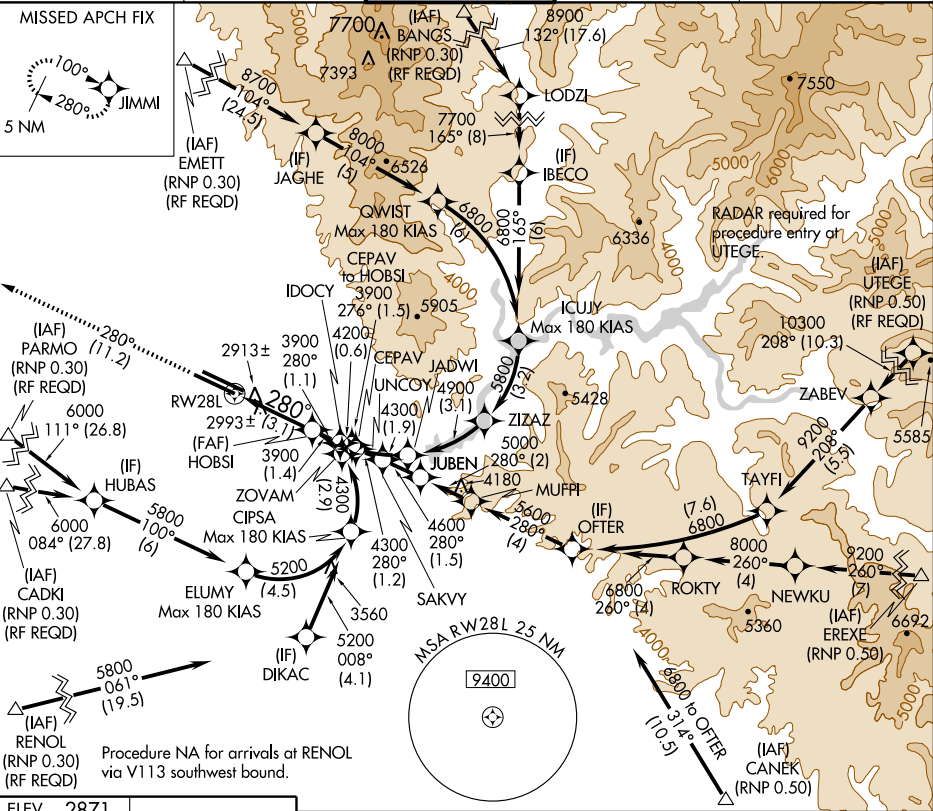 MISSED APCH FIX
100°
280°
JIMMI
5 NM
7700
7393
(IAF)
BANGS
(RNP 0.30)
(RF REQD)
8900
132° (17.6)
LODZI
7700
165° (8)
(IF)
IBECO
6800
165°
(6)
8700
104°
(24.5)
(IAF)
EMETT
(RNP 0.30)
(RF REQD)
(IF)
JAGHE
8000
104°
(5)
6526
QWIST
Max 180 KIAS
6800
(6)
7550
5000
6000
5000
6336
4000
4000
RADAR required for
procedure entry at
UTEGE.
5000
(IAF)
UTEGE
(RNP 0.50)
(RF REQD)
10300
208° (10.3)
5585
ZABEV
9200
208°
(5.5)
TAYFI
(7.6)
6800
ICUJY
Max 180 KIAS
5800
(3.2)
5428
ZIZAZ
5905
CEPAV
to HOBSI
3900
276° (1.5)
IDOCY
3900
280°
(1.1)
4200
(0.6)
CEPAV
UNCOY
4300
(1.9)
JADWI
4900
(3.1)
280°
(11.2)
2913±
RW28L
280°
2993±
(3.1)
(FAF)
HOBSI
3900
(1.4)
ZOVAM
(2.9)
4300
CIPSA
Max 180 KIAS
JUBEN
5000
280° (2)
4180
MUFPI
5600
280°
(4)
(IF)
OFTER
4600
280°
(1.5)
4300
280°
(1.2)
SAKVY
6800
260° (4)
ROKTY
8000
260°
(4)
NEWKU
9200
260°
(7)
(IAF)
EREXE
(RNP 0.50)
6692
5360
4000
5000
(IAF)
PARMO
(RNP 0.30)
(RF REQD)
6000
111° (26.8)
(IF)
HUBAS
6000
084° (27.8)
(IAF)
CADKI
(RNP 0.30)
(RF REQD)
5800
100°
(6)
ELUMY
Max 180 KIAS
5200
(4.5)
3560
5200
008°
(4.1)
(IF)
DIKAC
5800
061°
(19.5)
(IAF)
RENOL
(RNP 0.30)
(RF REQD)
Procedure NA for arrivals at RENOL
via V113 southwest bound.
MSA RW28L 25 NM
9400
6800 to OFTER
314°
(10.5)
(IAF)
CANEK
(RNP 0.50)
ELEV 2871